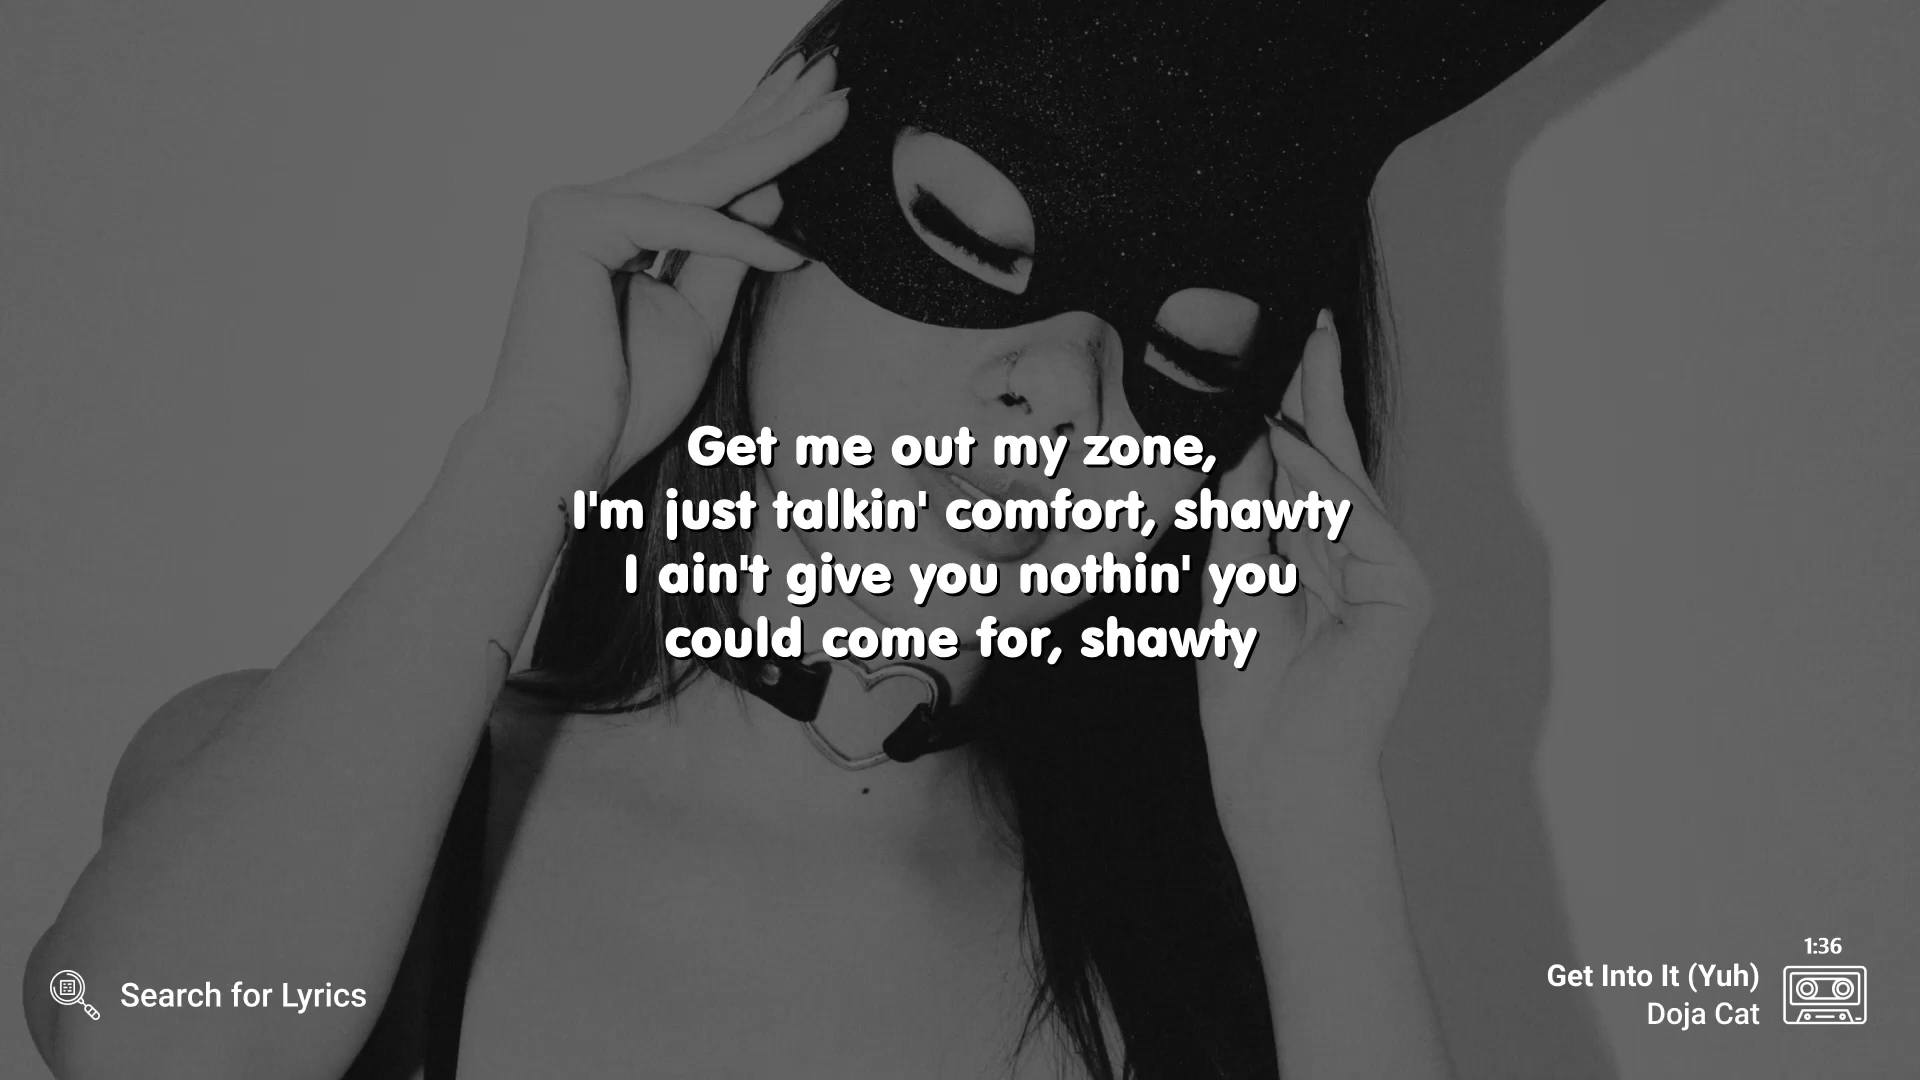 Get me out my zone,
I'm just talkin' comfort, shawty
I ain't give you nothin' you
could come for, shawty
Search for Lyrics
1:36
Get Into It (Yuh)
Doja Cat